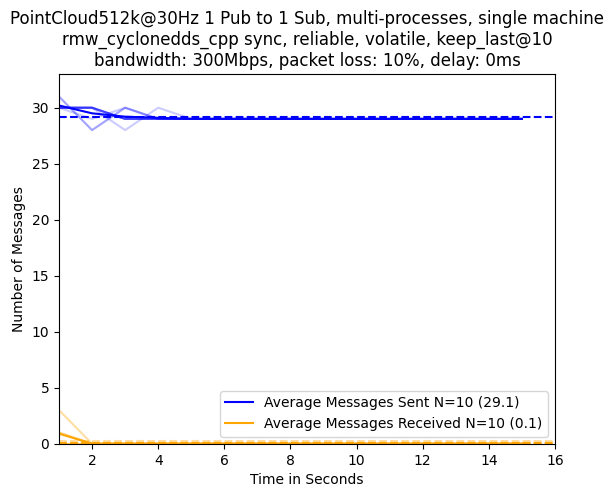 PointCloud512k@30Hz 1 Pub to 1 Sub, multi-processes, single machine
rmw_cyclonedds_cpp sync, reliable, volatile, keep_last@10
bandwidth: 300Mbps, packet loss: 10%, delay: 0ms
Number of Messages
30
25
20
15
10
5
0
Average Messages Sent N=10 (29.1)
Average Messages Received N=10 (0.1)
2 4 6 8 10 12 14 16
Time in Seconds